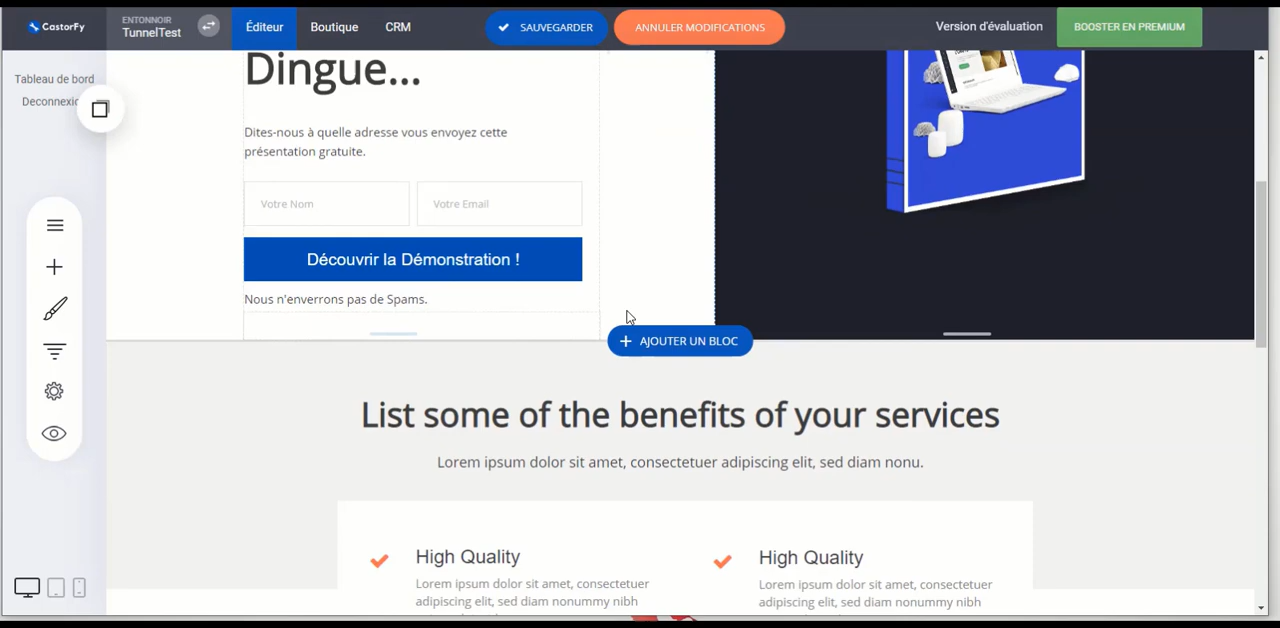 CastorFy
ENTONNOIR
TunnelTest
Éditeur
Boutique
CRM
SAUVEGARDER
ANNULER MODIFICATIONS
Version d'évaluation
BOOSTER EN PREMIUM
Tableau de bord
Deconnexio
Dingue...
Dites-nous à quelle adresse vous envoyez cette
présentation gratuite.
Votre Nom
Votre Email
Découvrir la Démonstration !
Nous n'enverrons pas de Spams.
AJOUTER UN BLOC
List some of the benefits of your services
Lorem ipsum dolor sit amet, consectetuer adipiscing elit, sed diam nonu.
High Quality
Lorem ipsum dolor sit amet, consectetuer
adipiscing elit, sed diam nonummy nibh
High Quality
Lorem ipsum dolor sit amet, consectetuer
adipiscing elit, sed diam nonummy nibh